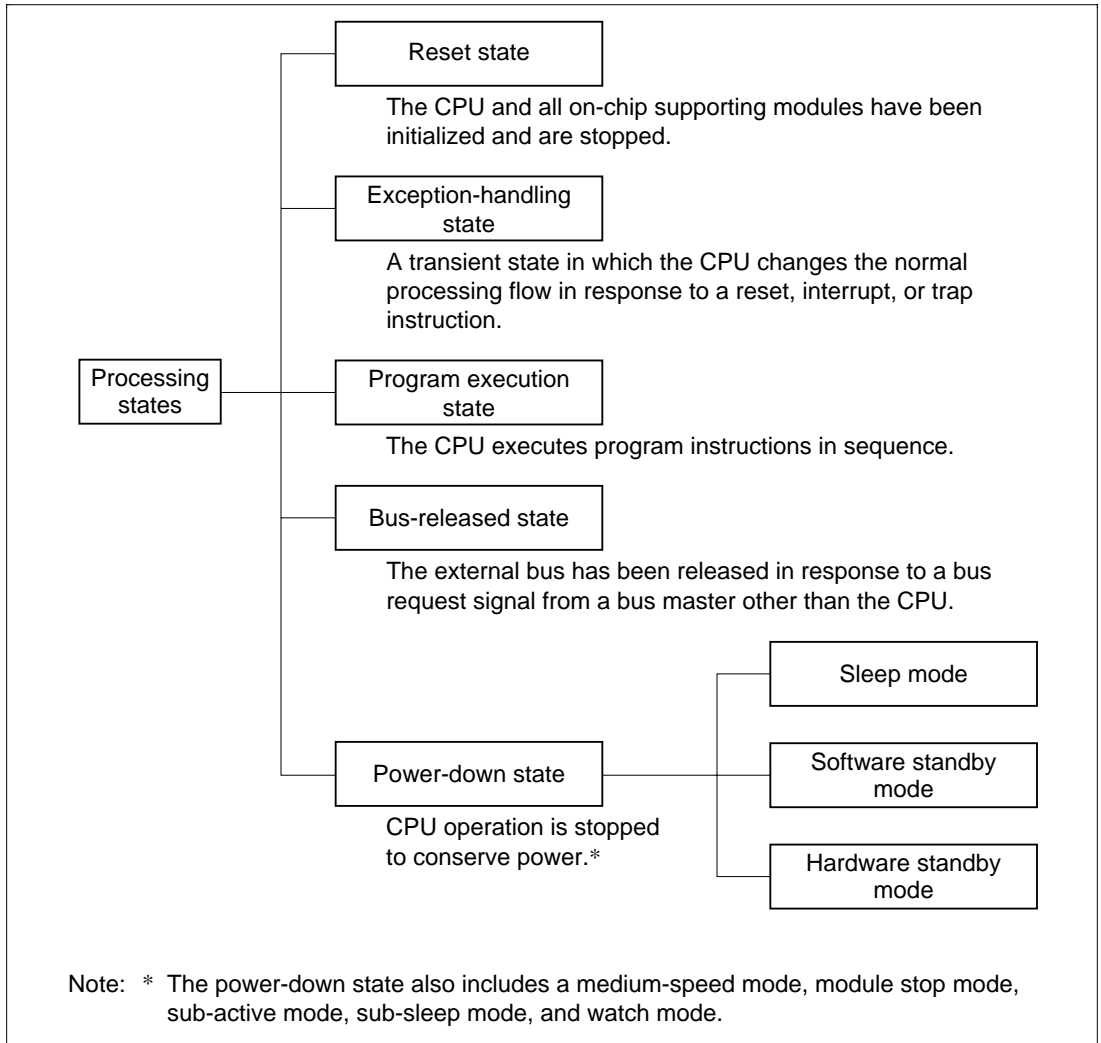 Reset state
The CPU and all on-chip supporting modules have been
initialized and are stopped.
Exception-handling
state
A transient state in which the CPU changes the normal
processing flow in response to a reset, interrupt, or trap
instruction.
Processing
states
Program execution
state
The CPU executes program instructions in sequence.
Bus-released state
The external bus has been released in response to a bus
request signal from a bus master other than the CPU.
Sleep mode
Power-down state
CPU operation is stopped
to conserve power.*
Software standby
mode
Hardware standby
mode
Note: * The power-down state also includes a medium-speed mode, module stop mode,
sub-active mode, sub-sleep mode, and watch mode.